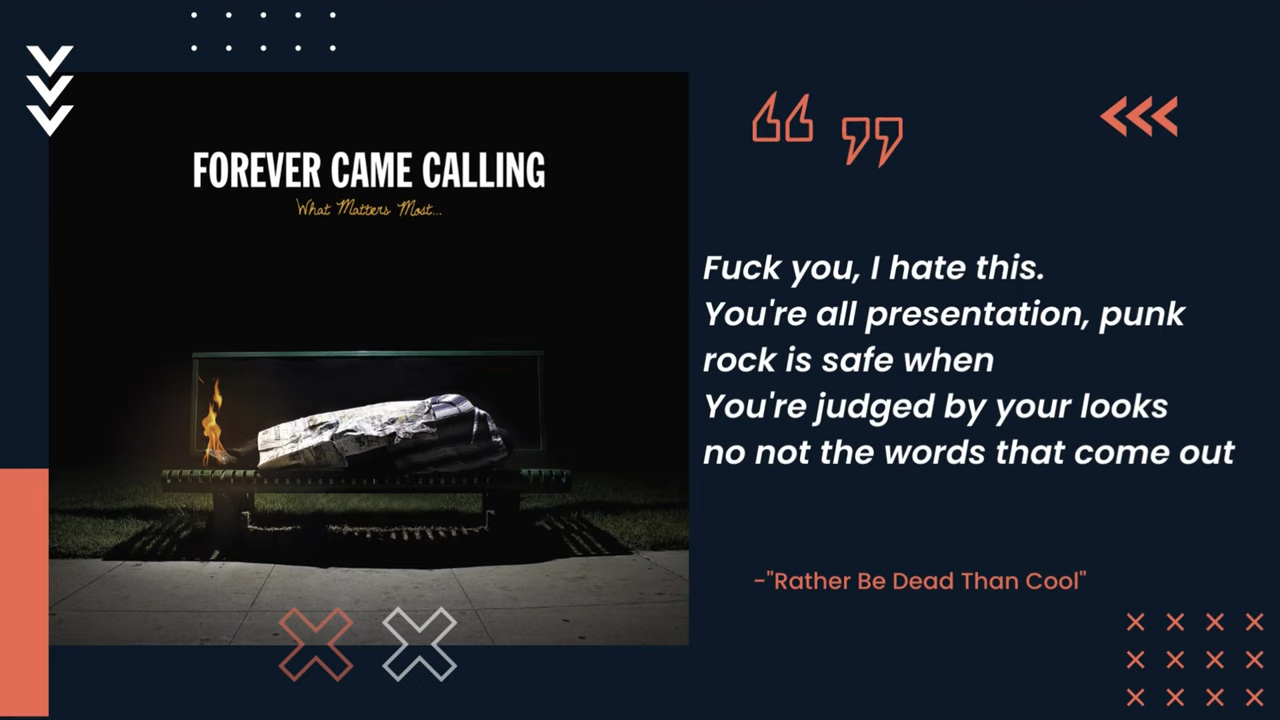 FOREVER CAME CALLING
What Matters Most...
Fuck you, I hate this.
You're all presentation, punk
rock is safe when
You're judged by your looks
no not the words that come out
-"Rather Be Dead Than Cool"